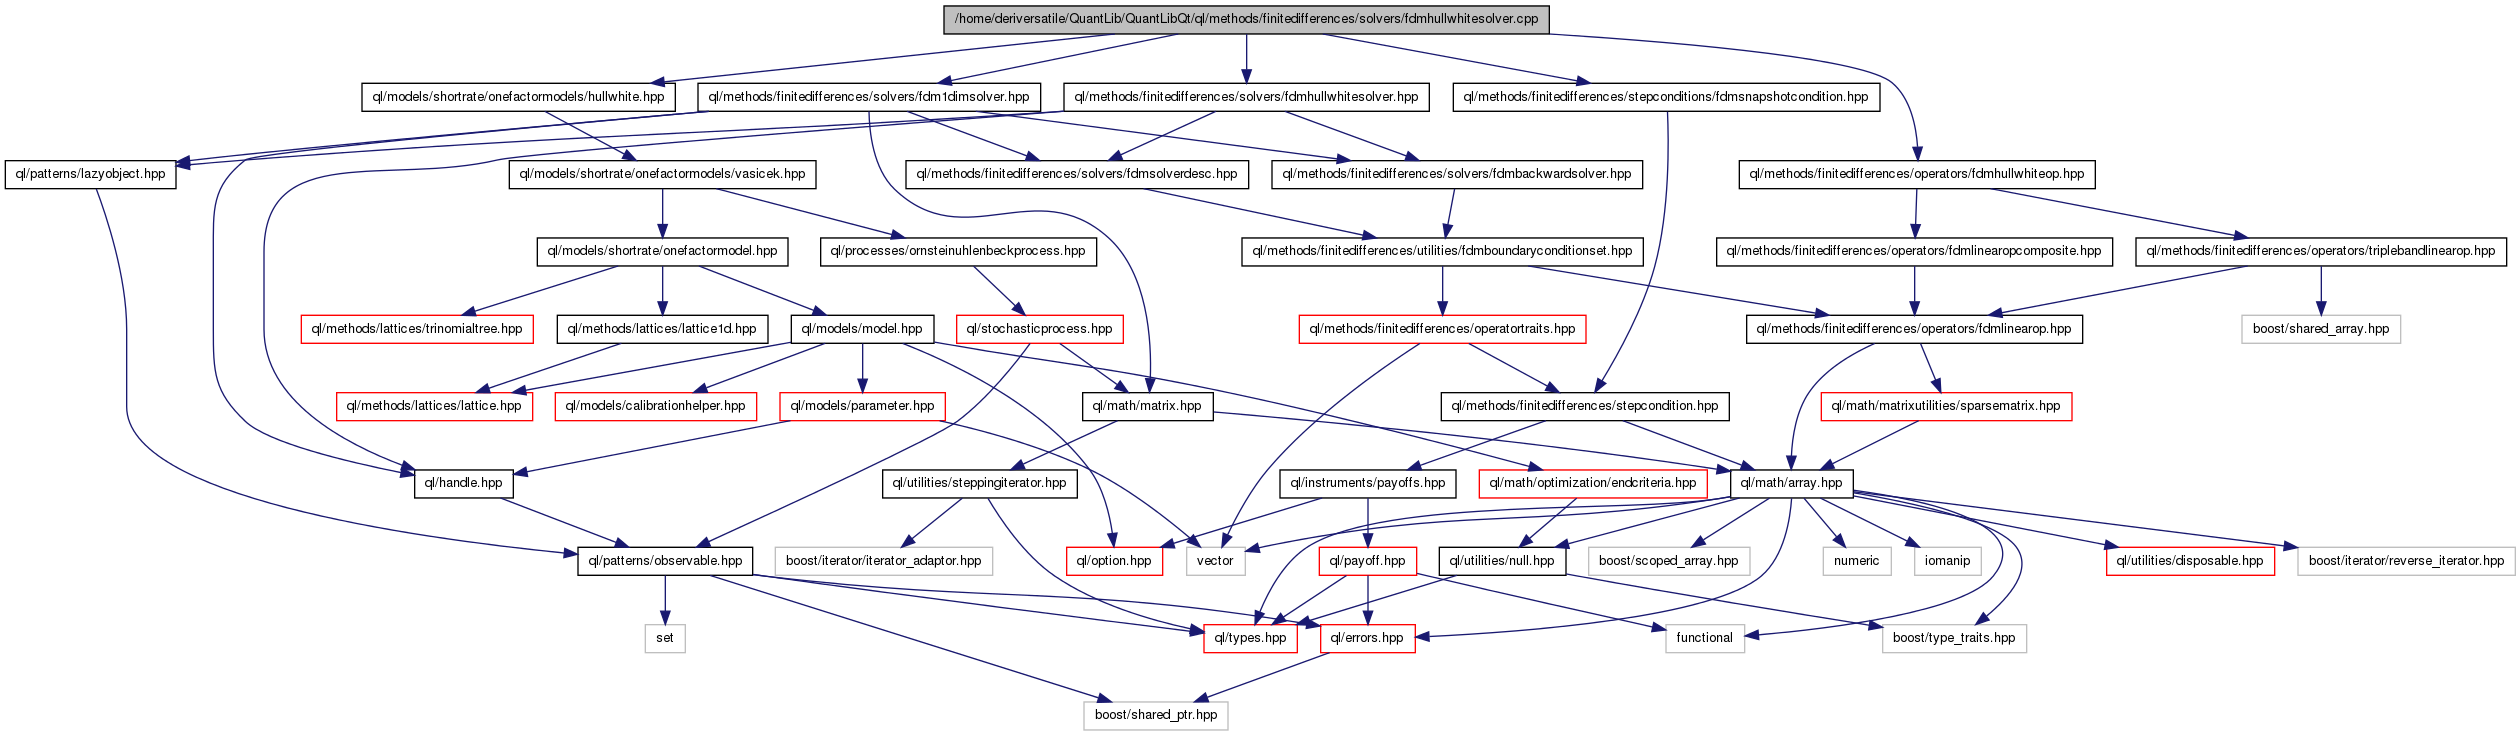 /home/deriversatile/QuantLib/QuantLibQt/ql/methods/finitedifferences/solvers/fdmhullwhitesolver.cpp
ql/models/shortrate/onefactormodels/hullwhite.hpp
ql/methods/finitedifferences/solvers/fdm1dimsolver.hpp
ql/methods/finitedifferences/solvers/fdmhullwhitesolver.hpp
ql/methods/finitedifferences/stepconditions/fdmsnapshotcondition.hpp
ql/patterns/lazyobject.hpp
ql/models/shortrate/onefactormodels/vasicek.hpp
ql/methods/finitedifferences/solvers/fdmsolverdesc.hpp
ql/methods/finitedifferences/solvers/fdmbackwardsolver.hpp
ql/methods/finitedifferences/operators/fdmhullwhiteop.hpp
ql/models/shortrate/onefactormodel.hpp
ql/processes/ornsteinuhlenbeckprocess.hpp
ql/methods/finitedifferences/utilities/fdmboundaryconditionset.hpp
ql/methods/finitedifferences/operators/fdmlinearopcomposite.hpp
ql/methods/finitedifferences/operators/triplebandlinearop.hpp
ql/methods/lattices/trinomialtree.hpp
ql/methods/lattices/lattice1d.hpp
ql/models/model.hpp
ql/stochasticprocess.hpp
ql/methods/finitedifferences/operatortraits.hpp
ql/methods/finitedifferences/operators/fdmlinearop.hpp
boost/shared_array.hpp
ql/methods/lattices/lattice.hpp
ql/models/calibrationhelper.hpp
ql/models/parameter.hpp
ql/math/matrix.hpp
ql/methods/finitedifferences/stepcondition.hpp
ql/math/matrixutilities/sparsematrix.hpp
ql/handle.hpp
ql/utilities/steppingiterator.hpp
ql/instruments/payoffs.hpp
ql/math/optimization/endcriteria.hpp
ql/math/array.hpp
ql/patterns/observable.hpp
boost/iterator/iterator_adaptor.hpp
ql/option.hpp
vector
ql/payoff.hpp
ql/utilities/null.hpp
boost/scoped_array.hpp
numeric
iomanip
ql/utilities/disposable.hpp
boost/iterator/reverse_iterator.hpp
set
ql/types.hpp
ql/errors.hpp
functional
boost/type_traits.hpp
boost/shared_ptr.hpp